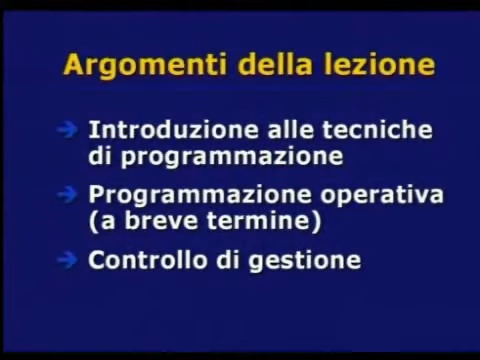 Argomenti della lezione
Introduzione alle tecniche
di programmazione
Programmazione operativa
(a breve termine)
Controllo di gestione